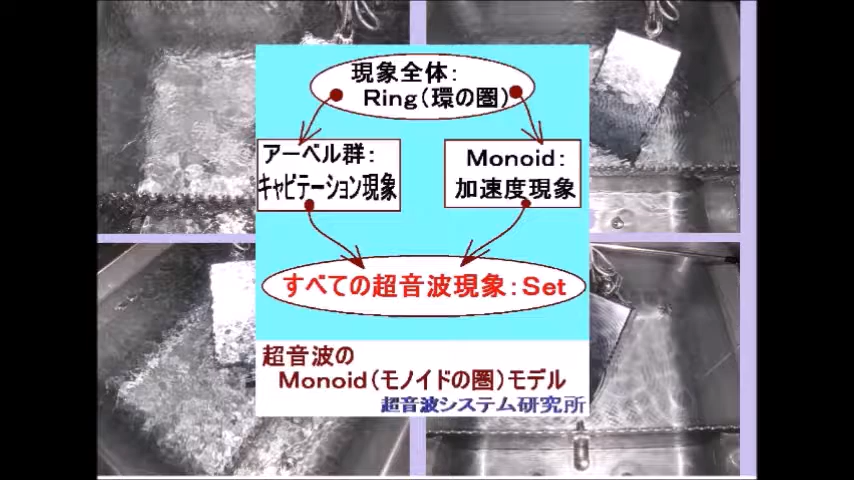 現象全体：
Ring（環の圏）
アーベル群：
キャビテーション現象
Monoid：
加速度現象
すべての超音波現象：Set
超音波の
Monoid（モノイドの圏）モデル
超音波システム研究所